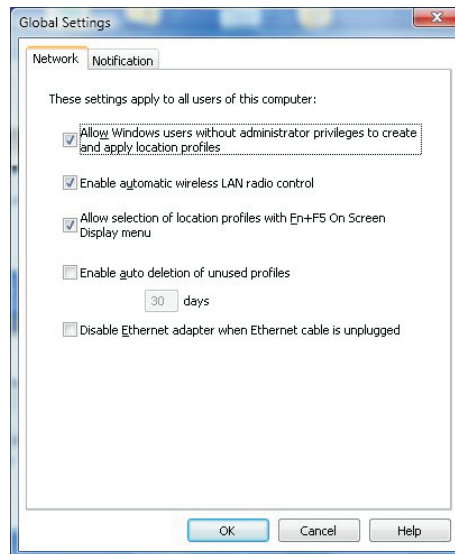 Global Settings
Network Notification
These settings apply to all users of this computer:
Allow Windows users without administrator privileges to create
and apply location profiles
Enable automatic wireless LAN radio control
Allow selection of location profiles with Fn+F5 On Screen
Display menu
Enable auto deletion of unused profiles
30 days
Disable Ethernet adapter when Ethernet cable is unplugged
OK Cancel Help